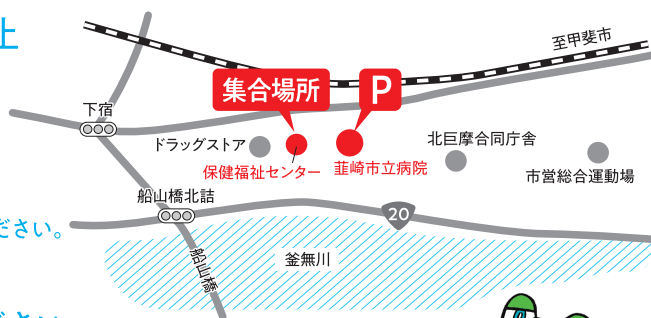 上
至甲斐市
集合場所
P
下宿
ドラッグストア
保健福祉センター
韮崎市立病院
北巨摩合同庁舎
市営総合運動場
船山橋北詰
20
ださい。
船山橋
釜無川